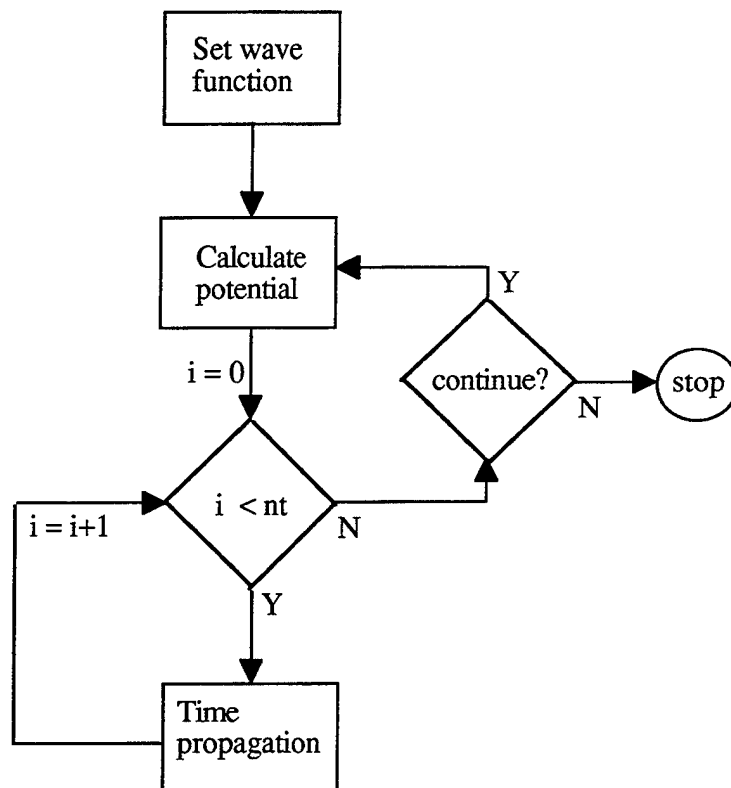 Set wave
function
Calculate
potential
Y
i = 0
continue?
stop
N
i < nt
i = i+1
N
Y
Time
propagation